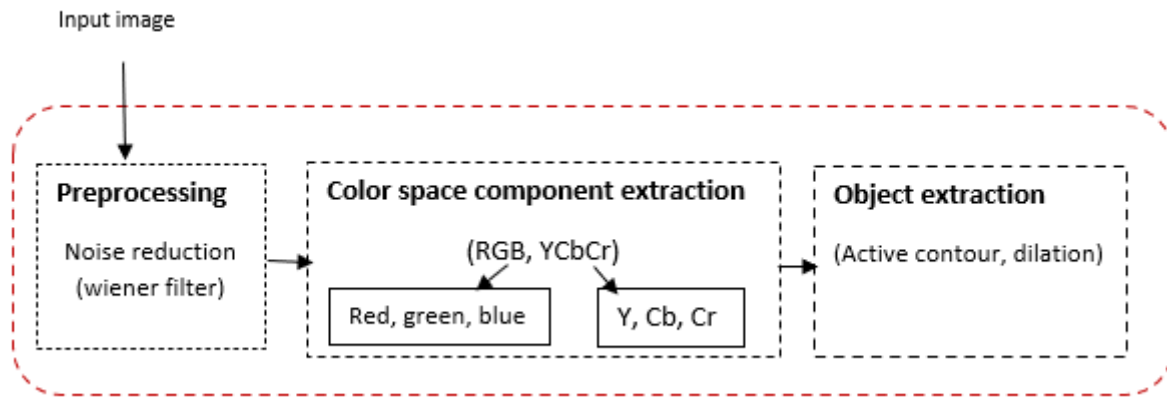 Input image
Preprocessing
Noise reduction
(wiener filter)
Color space component extraction
(RGB, YCbCr)
Red, green, blue
Y, Cb, Cr
Object extraction
(Active contour, dilation)